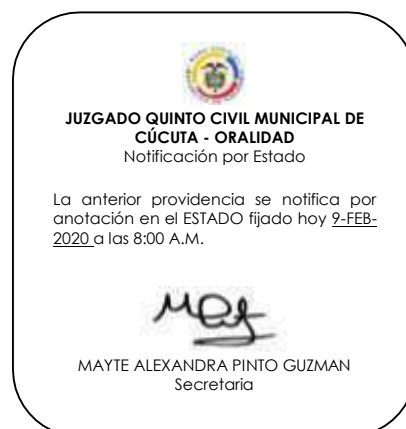 JUZGADO QUINTO CIVIL MUNICIPAL DE
CÚCUTA - ORALIDAD
Notificación por Estado
La anterior providencia se notifica por
anotación en el ESTADO fijado hoy 9-FEB-
2020 a las 8:00 A.M.
MAYTE ALEXANDRA PINTO GUZMAN
Secretaria